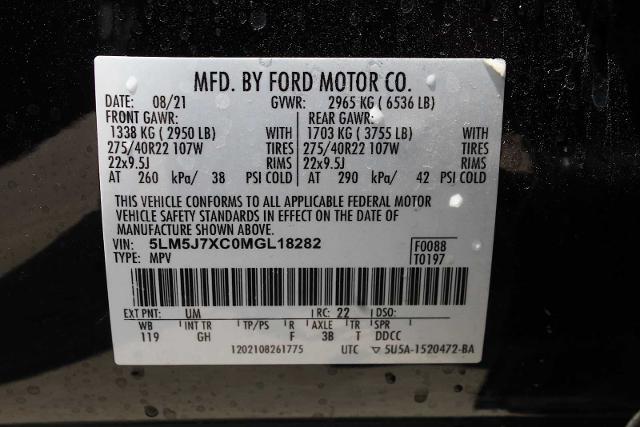 MFD. BY FORD MOTOR CO.
DATE: 08/21 GVWR: 2965 KG ( 6536 LB)
FRONT GAWR: REAR GAWR:
1338 KG ( 2950 LB) WITH 1703 KG ( 3755 LB) WITH
275/40R22 107W TIRES 275/40R22 107W TIRES
22x9.5J RIMS 22x9.5J RIMS
AT 260 kPa/ 38 PSI COLD AT 290 kPa/ 42 PSI COLD
THIS VEHICLE CONFORMS TO ALL APPLICABLE FEDERAL MOTOR
VEHICLE SAFETY STANDARDS IN EFFECT ON THE DATE OF
MANUFACTURE SHOWN ABOVE.
VIN: 5LM5J7XC0MGL18282 F0088
TYPE: MPV T0197
EXT PNT: UM RC: 22 DSO:
WB INT TR TP/PS R AXLE TR SPR
119 GH F 3B T DDCC
1202108261775 UTC ▽ 5U5A-1520472-BA